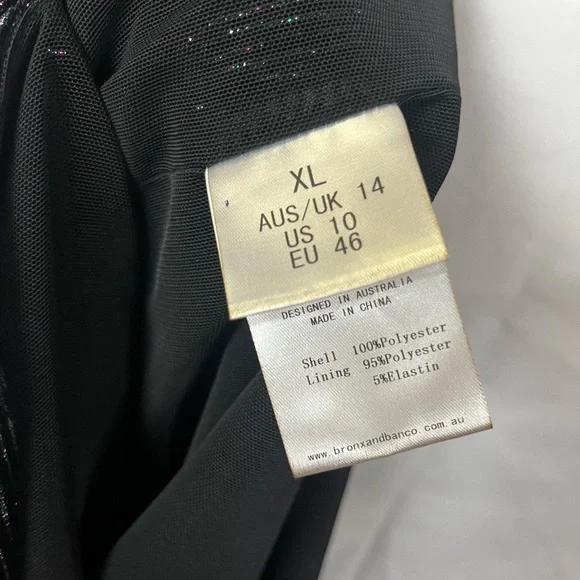 XL
AUS/UK 14
US 10
EU 46
DESIGNED IN AUSTRALIA
MADE IN CHINA
Shell 100%Polyester
Lining 95%Polyester
5%Elastin
www.bronxandbanco.com.au